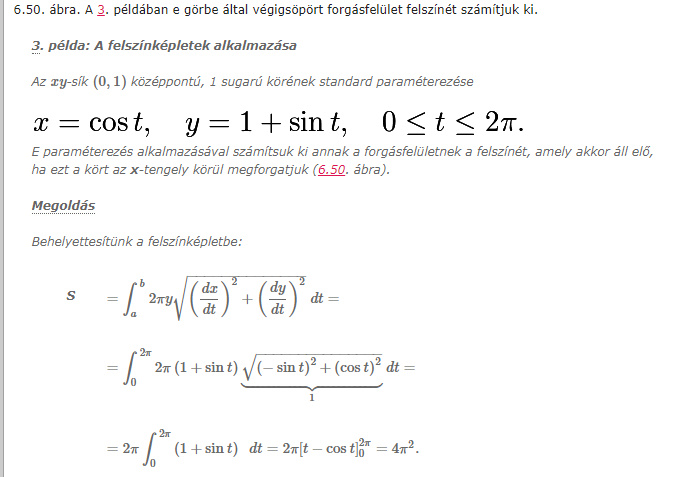 6.50. ábra. A 3. példában e görbe által végigsöpört forgásfelület felszínét számítjuk ki.
3. példa: A felszínképletek alkalmazása
Az xy-sík (0, 1) középpontú, 1 sugarú körének standard paraméterezése
x = cos t, y = 1 + sin t, 0 ≤ t ≤ 2π.
E paraméterezés alkalmazásával számítsuk ki annak a forgásfelületnek a felszínét, amely akkor áll elő,
ha ezt a kört az x-tengely körül megforgatjuk (6.50. ábra).
Megoldás
Behelyettesítünk a felszínképletbe:
S = ∫_a^b 2πy √((dx/dt)^2 + (dy/dt)^2) dt =
= ∫_0^{2π} 2π (1 + sin t) √((− sin t)^2 + (cos t)^2) dt =
1
= 2π ∫_0^{2π} (1 + sin t) dt = 2π[t − cos t]_0^{2π} = 4π^2.